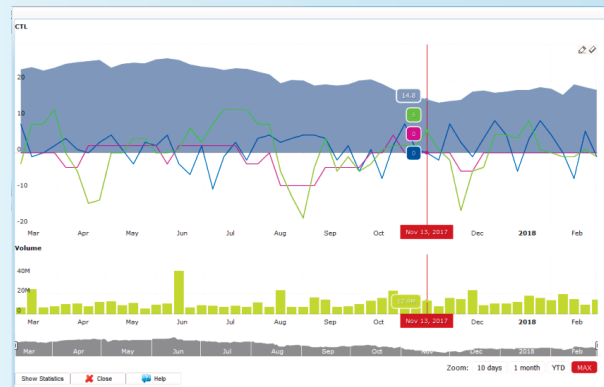 CTL
20
14.8
10
0
0
0
-10
-20
Mar Apr May Jun Jul Aug Sep Oct Nov 13, 2017 Dec 2018 Feb
Volume
40M
20M
0
Mar Apr May Jun Jul Aug Sep Oct Nov 13, 2017 Dec 2018 Feb
Mar Apr May Jun Jul Aug Sep Oct Nov Dec 2018 Feb
Zoom: 10 days 1 month YTD MAX
Show Statistics Close Help